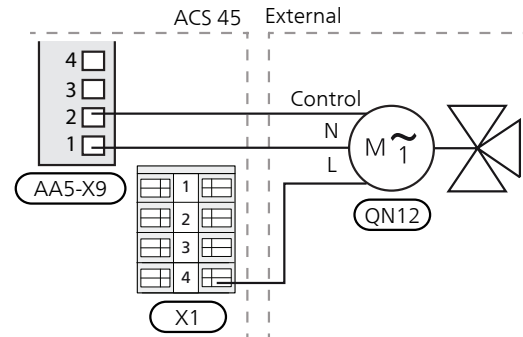 ACS 45 External
4
3
2
1
Control
N
L
M ~ 1
AA5-X9
QN12
1
2
3
4
X1